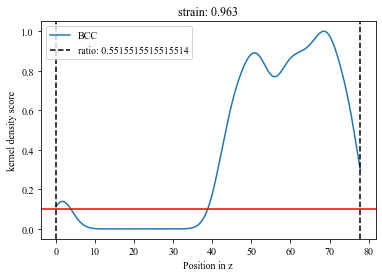 strain: 0.963
BCC
ratio: 0.5515515515515514
kernel density score
1.0
0.8
0.6
0.4
0.2
0.0
0 10 20 30 40 50 60 70 80
Position in z